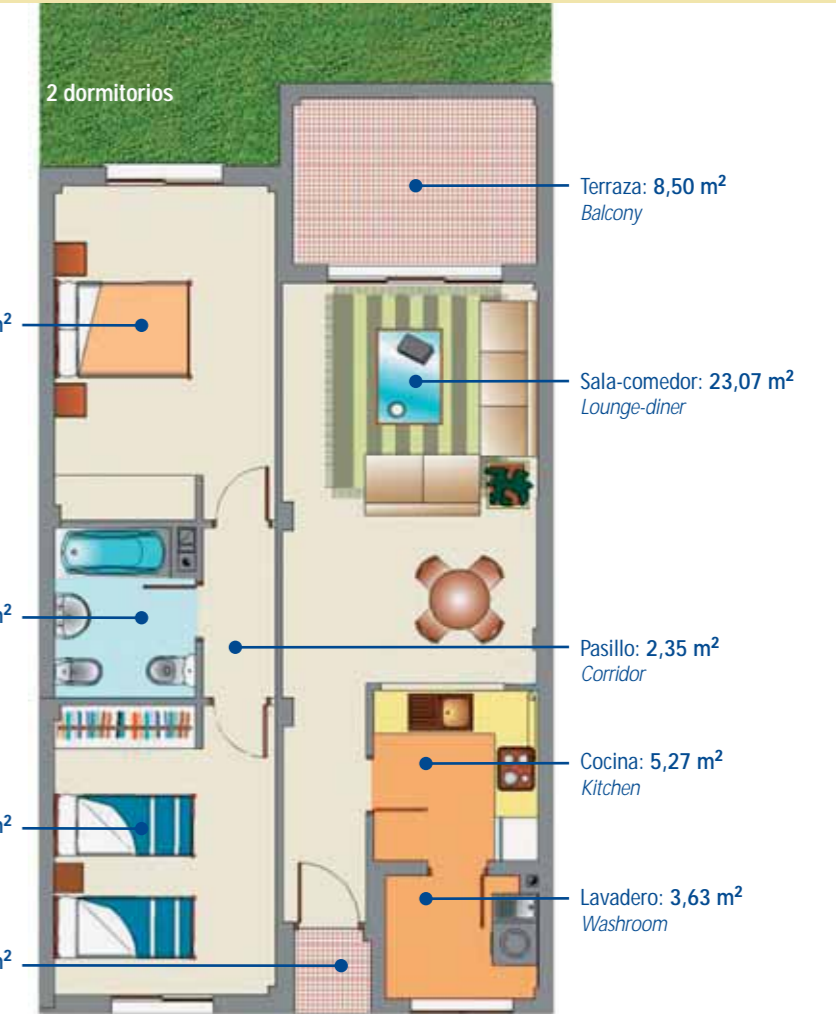 2 dormitorios
Terraza: 8,50 m²
Balcony
m²
Sala-comedor: 23,07 m²
Lounge-diner
m²
Pasillo: 2,35 m²
Corridor
Cocina: 5,27 m²
Kitchen
m²
Lavadero: 3,63 m²
Washroom
m²